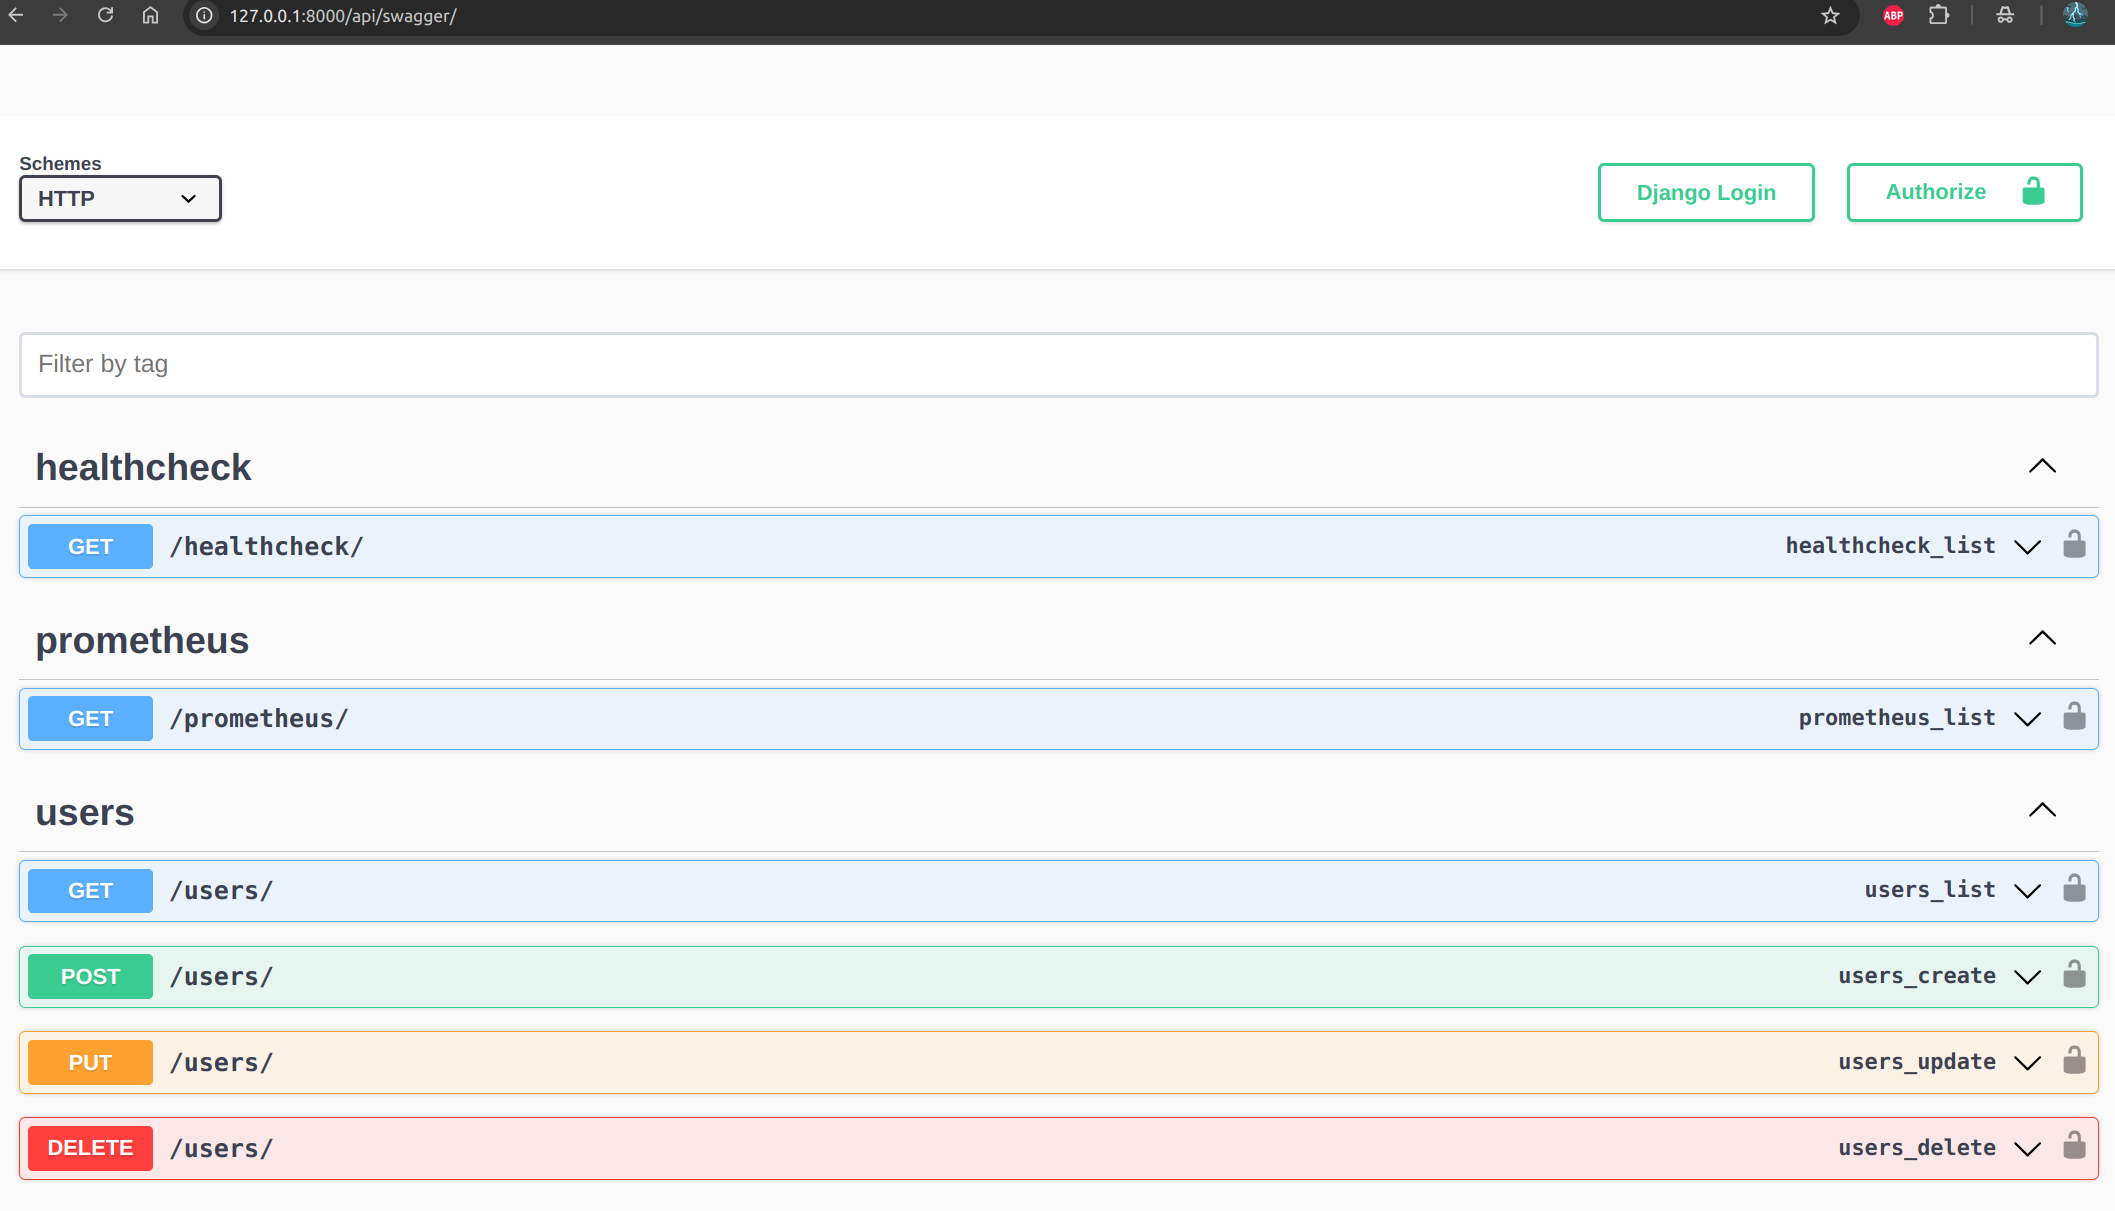 127.0.0.1:8000/api/swagger/
ABP
Schemes
HTTP
Django Login
Authorize
Filter by tag
healthcheck
GET /healthcheck/ healthcheck_list
prometheus
GET /prometheus/ prometheus_list
users
GET /users/ users_list
POST /users/ users_create
PUT /users/ users_update
DELETE /users/ users_delete